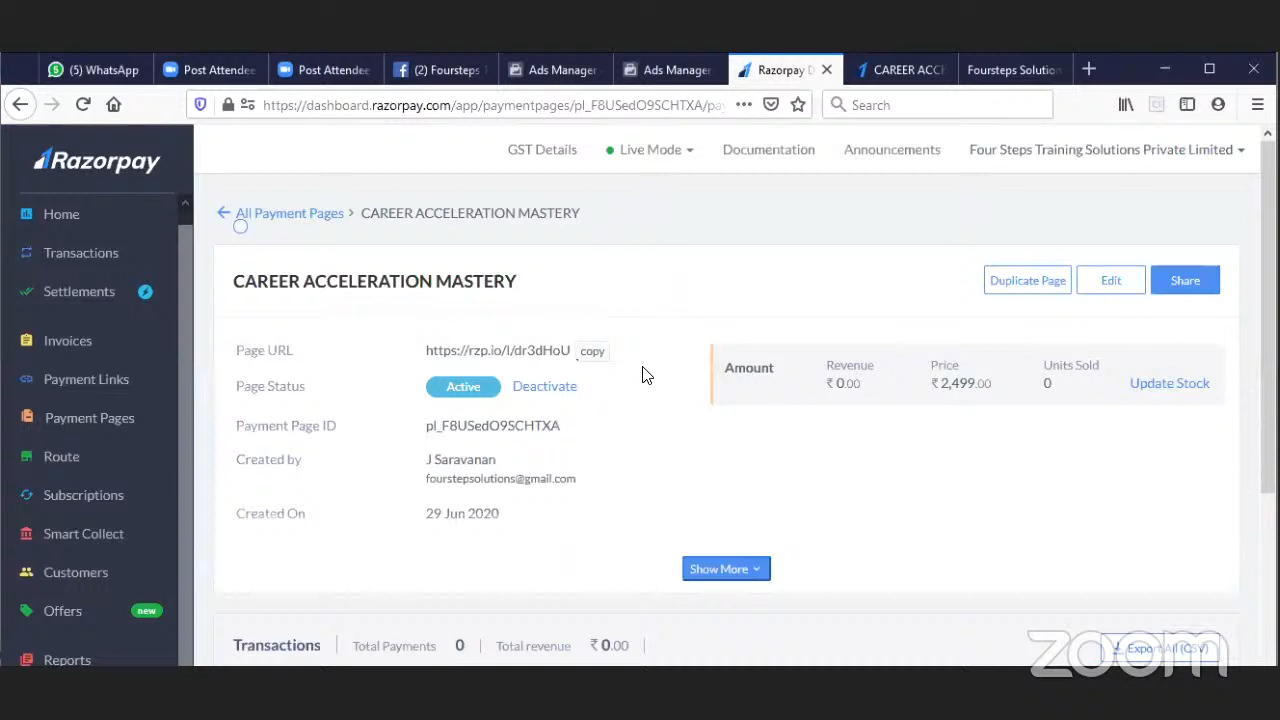 (5) WhatsApp
Post Attendee
Post Attendee
(2) Foursteps
Ads Manager
Ads Manager
Razorpay D
CAREER ACC
Foursteps Solution
https://dashboard.razorpay.com/app/paymentpages/pl_F8USedO9SCHTXA/pay
Search
Razorpay
GST Details
Live Mode
Documentation
Announcements
Four Steps Training Solutions Private Limited
Home
Transactions
Settlements
Invoices
Payment Links
Payment Pages
Route
Subscriptions
Smart Collect
Customers
Offers new
Reports
All Payment Pages > CAREER ACCELERATION MASTERY
CAREER ACCELERATION MASTERY
Duplicate Page
Edit
Share
Page URL https://rzp.io/l/dr3dHoU copy
Page Status Active Deactivate
Payment Page ID pl_F8USedO9SCHTXA
Created by J Saravanan
fourstepsolutions@gmail.com
Created On 29 Jun 2020
Amount
Revenue
₹ 0.00
Price
₹ 2,499.00
Units Sold
0
Update Stock
Show More
Transactions | Total Payments 0 | Total revenue ₹ 0.00 |
Export All (CSV)
zoom